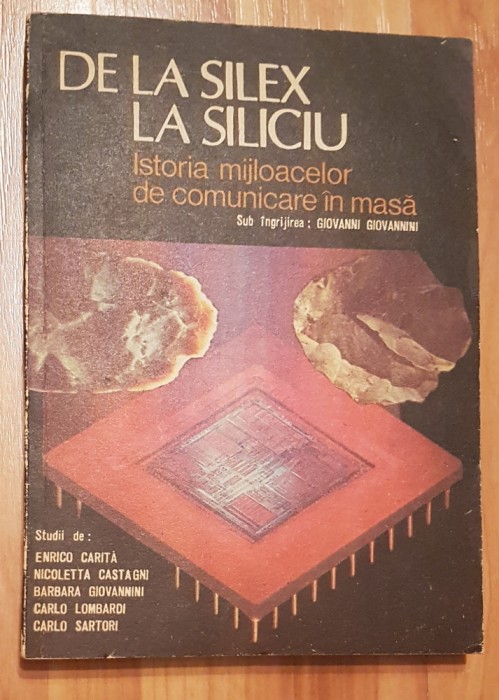 DE LA SILEX
LA SILICIU
Istoria mijloacelor
de comunicare în masă
Sub îngrijirea : GIOVANNI GIOVANNINI
Studii de :
ENRICO CARITÀ
NICOLETTA CASTAGNI
BARBARA GIOVANNINI
CARLO LOMBARDI
CARLO SARTORI